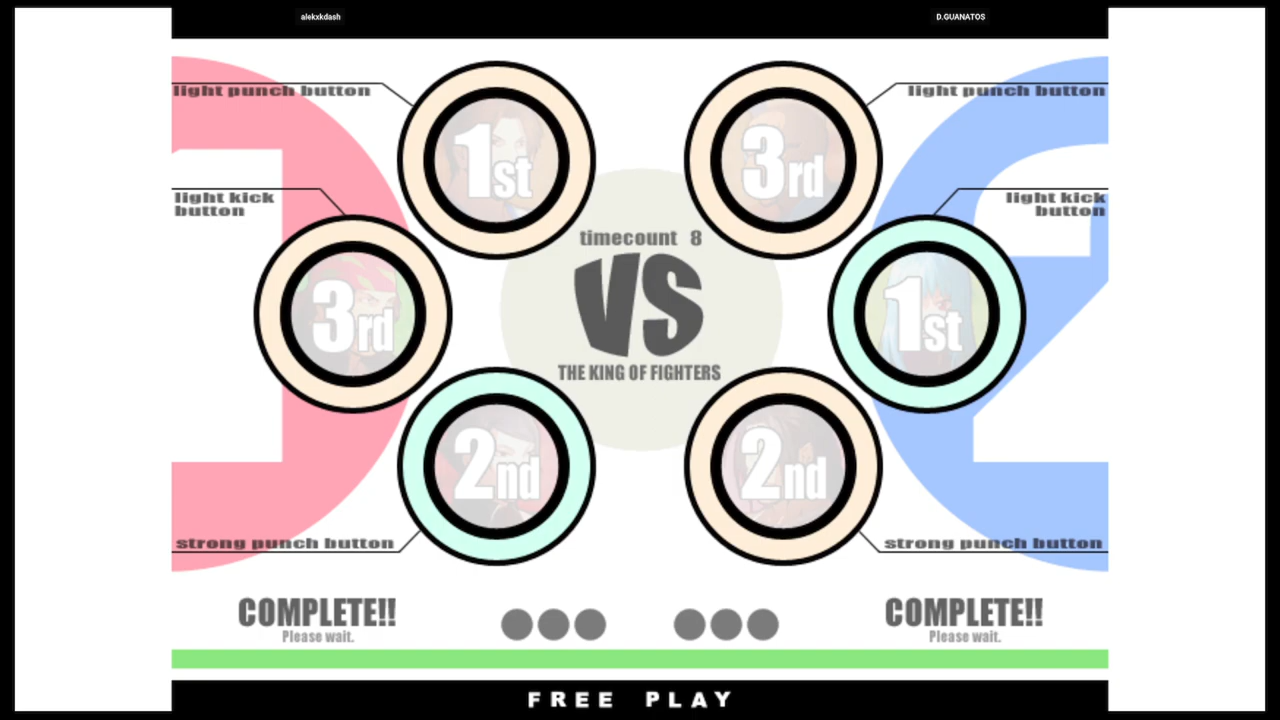 alekxkdash
D.GUANATOS
light punch button
light punch button
1st
3rd
light kick
button
light kick
button
timecount 8
VS
THE KING OF FIGHTERS
3rd
1st
2nd
2nd
strong punch button
strong punch button
COMPLETE!!
Please wait.
COMPLETE!!
Please wait.
FREE PLAY